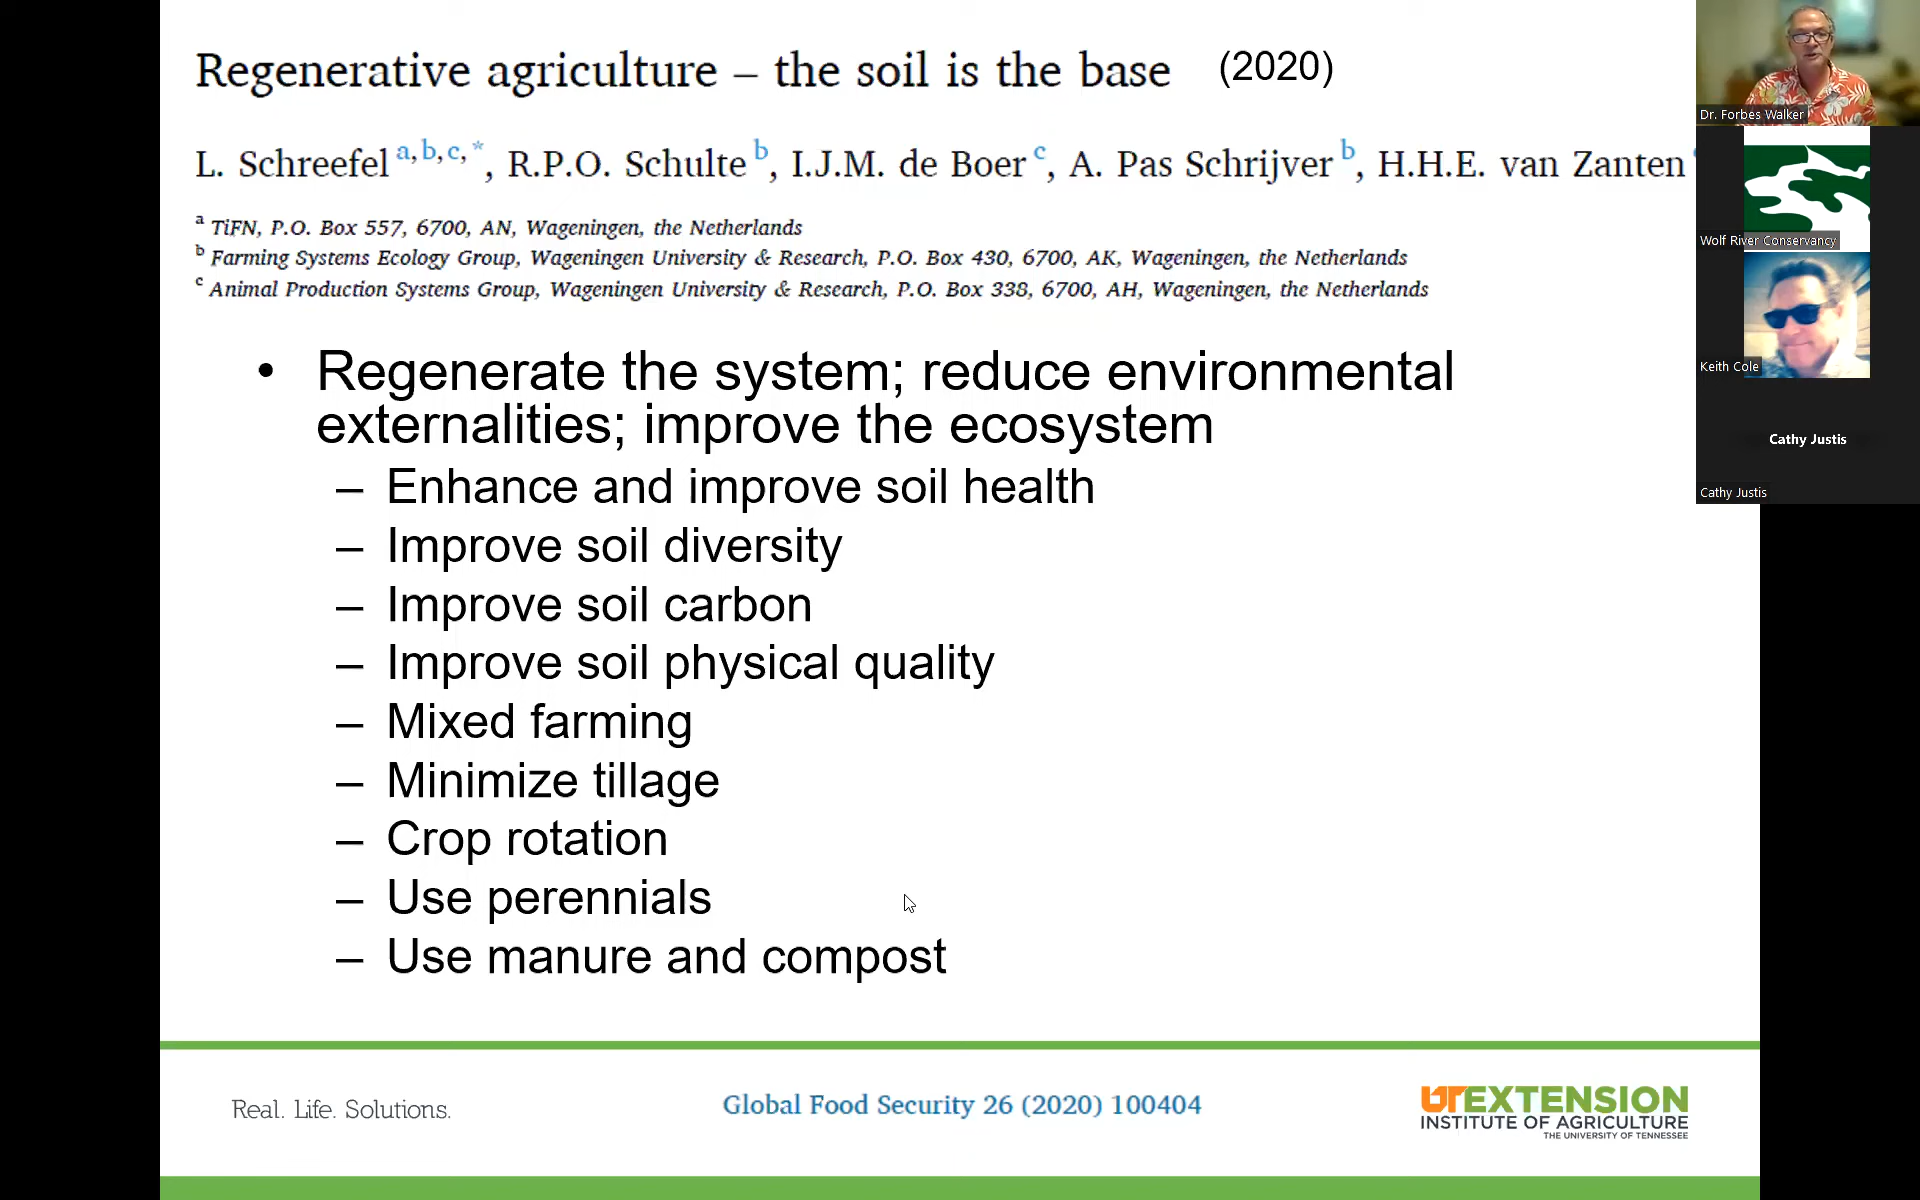 Regenerative agriculture – the soil is the base (2020)
L. Schreefel a,b,c,*, R.P.O. Schulte b, I.J.M. de Boer c, A. Pas Schrijver b, H.H.E. van Zanten
a TiFN, P.O. Box 557, 6700, AN, Wageningen, the Netherlands
b Farming Systems Ecology Group, Wageningen University & Research, P.O. Box 430, 6700, AK, Wageningen, the Netherlands
c Animal Production Systems Group, Wageningen University & Research, P.O. Box 338, 6700, AH, Wageningen, the Netherlands
• Regenerate the system; reduce environmental
externalities; improve the ecosystem
– Enhance and improve soil health
– Improve soil diversity
– Improve soil carbon
– Improve soil physical quality
– Mixed farming
– Minimize tillage
– Crop rotation
– Use perennials
– Use manure and compost
Real. Life. Solutions.
Global Food Security 26 (2020) 100404
UTEXTENSION
INSTITUTE OF AGRICULTURE
THE UNIVERSITY OF TENNESSEE
Dr. Forbes Walker
Wolf River Conservancy
Keith Cole
Cathy Justis
Cathy Justis